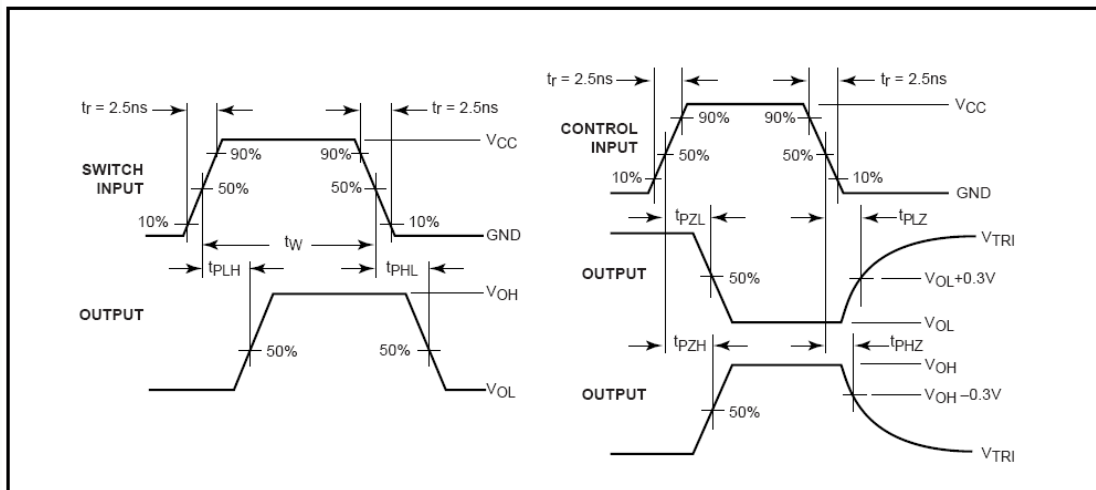 tr = 2.5ns
tr = 2.5ns
VCC
SWITCH
INPUT
90%
90%
50%
50%
10%
10%
GND
tW
tPLH
tPHL
VOH
OUTPUT
50%
50%
VOL
tr = 2.5ns
tr = 2.5ns
VCC
CONTROL
INPUT
90%
90%
50%
50%
10%
10%
GND
tPZL
tPLZ
VTRI
OUTPUT
50%
VOL+0.3V
VOL
tPZH
tPHZ
VOH
OUTPUT
VOH –0.3V
50%
VTRI